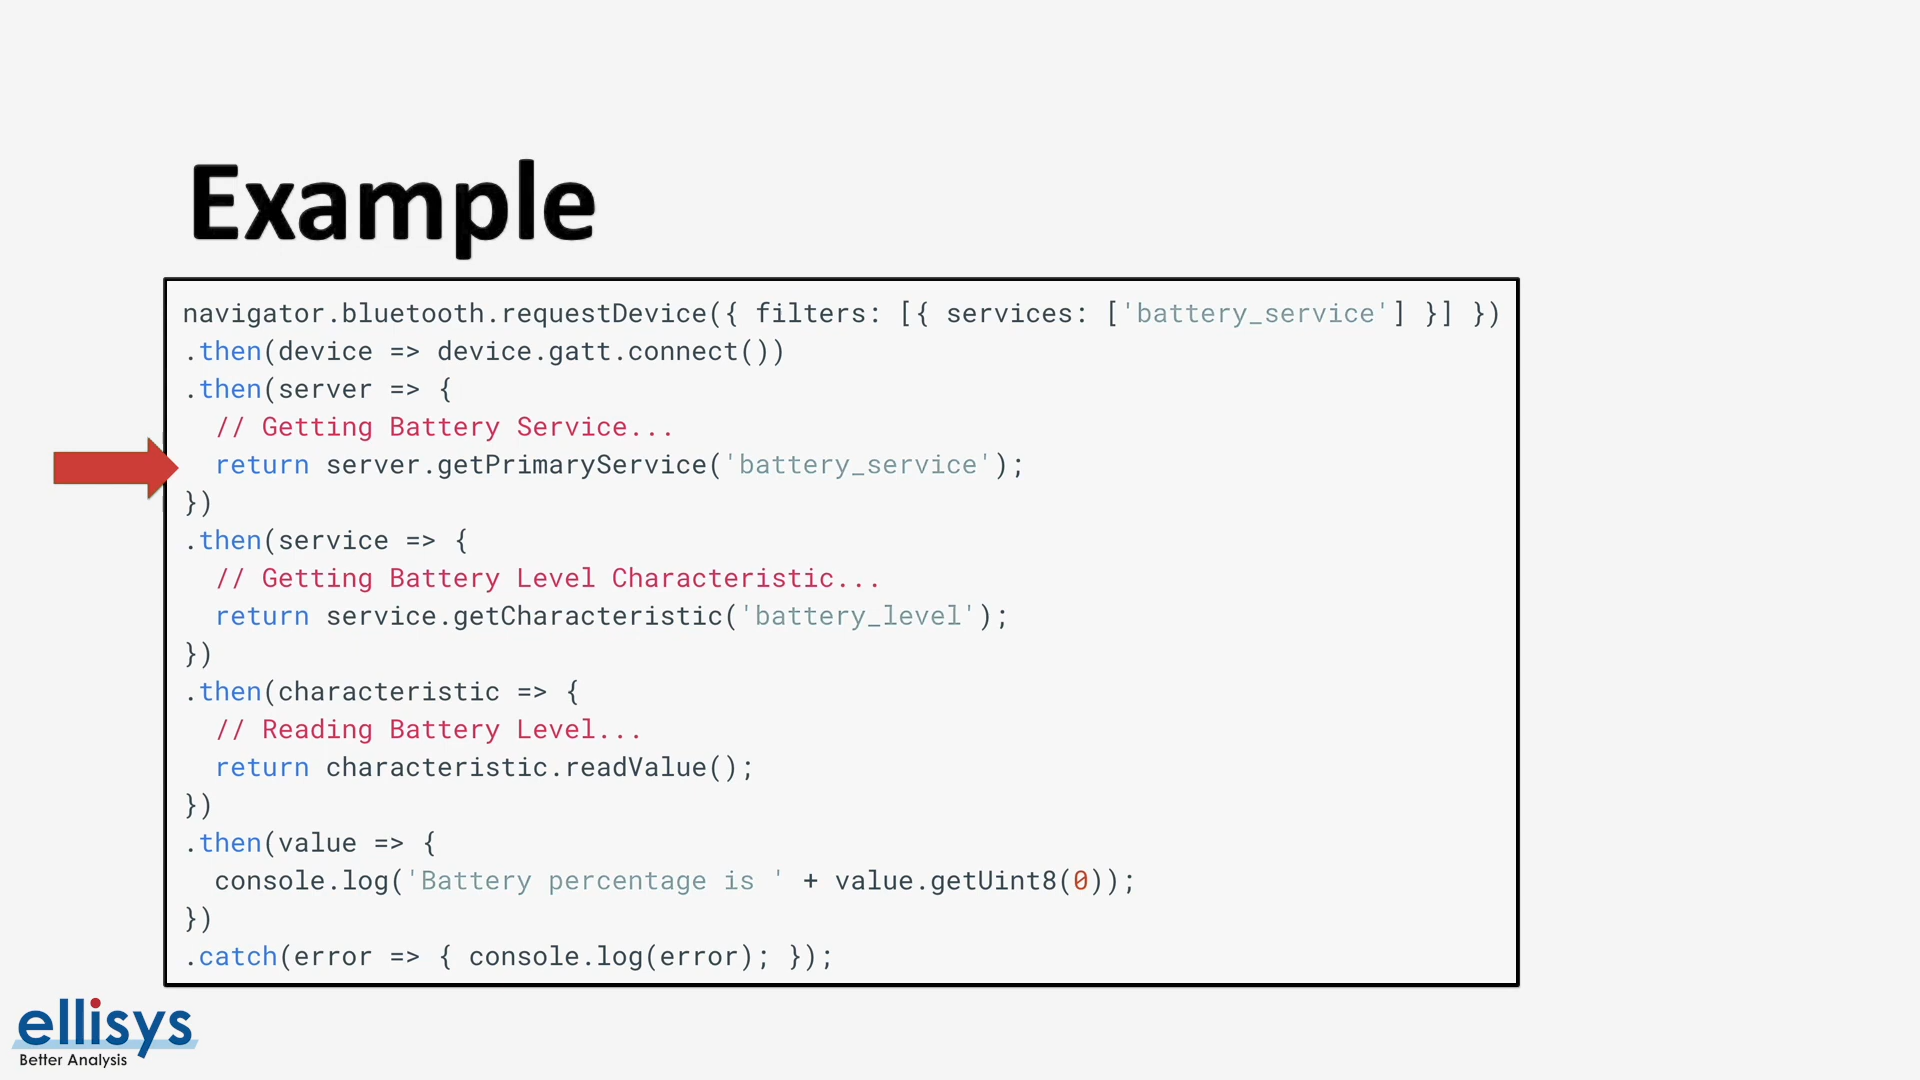 Example
navigator.bluetooth.requestDevice({ filters: [{ services: ['battery_service'] }] })
.then(device => device.gatt.connect())
.then(server => {
  // Getting Battery Service...
  return server.getPrimaryService('battery_service');
})
.then(service => {
  // Getting Battery Level Characteristic...
  return service.getCharacteristic('battery_level');
})
.then(characteristic => {
  // Reading Battery Level...
  return characteristic.readValue();
})
.then(value => {
  console.log('Battery percentage is ' + value.getUint8(0));
})
.catch(error => { console.log(error); });
ellisys
Better Analysis